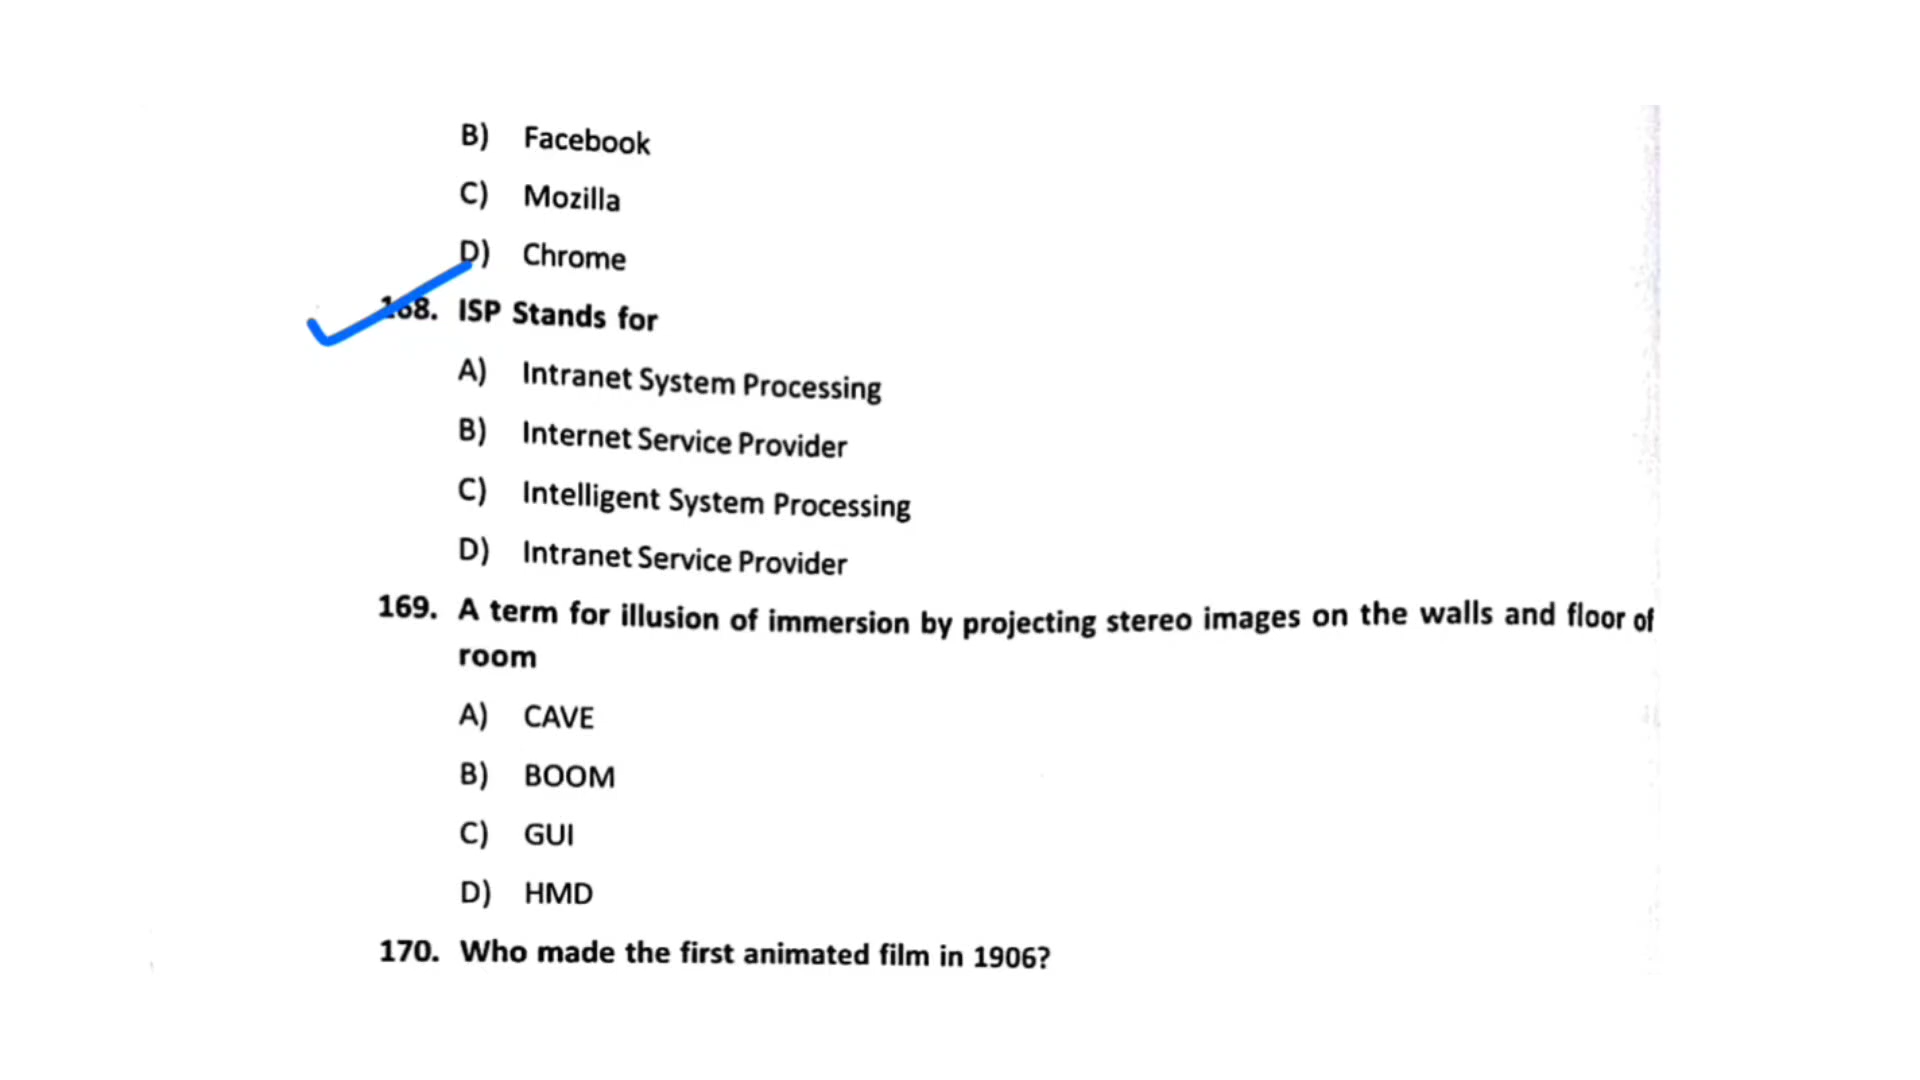 B) Facebook
C) Mozilla
D) Chrome
168. ISP Stands for
A) Intranet System Processing
B) Internet Service Provider
C) Intelligent System Processing
D) Intranet Service Provider
169. A term for illusion of immersion by projecting stereo images on the walls and floor of
room
A) CAVE
B) BOOM
C) GUI
D) HMD
170. Who made the first animated film in 1906?